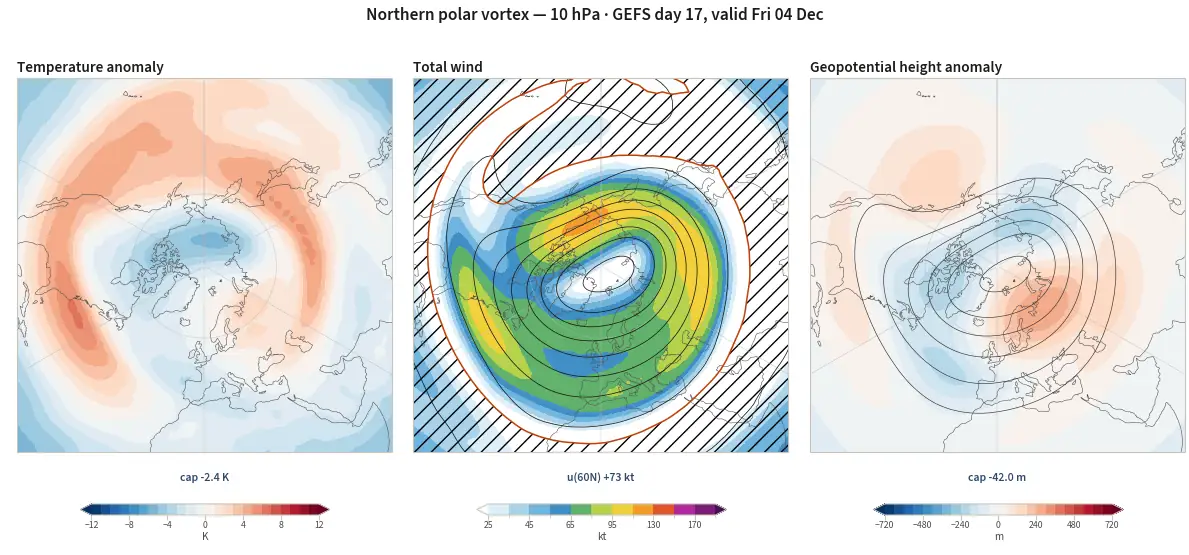 Northern polar vortex — 10 hPa · GEFS day 17, valid Fri 04 Dec
Temperature anomaly
Total wind
Geopotential height anomaly
cap -2.4 K
u(60N) +73 kt
cap -42.0 m
−12 −8 −4 0 4 8 12
K
25 45 65 95 130 170
kt
−720 −480 −240 0 240 480 720
m